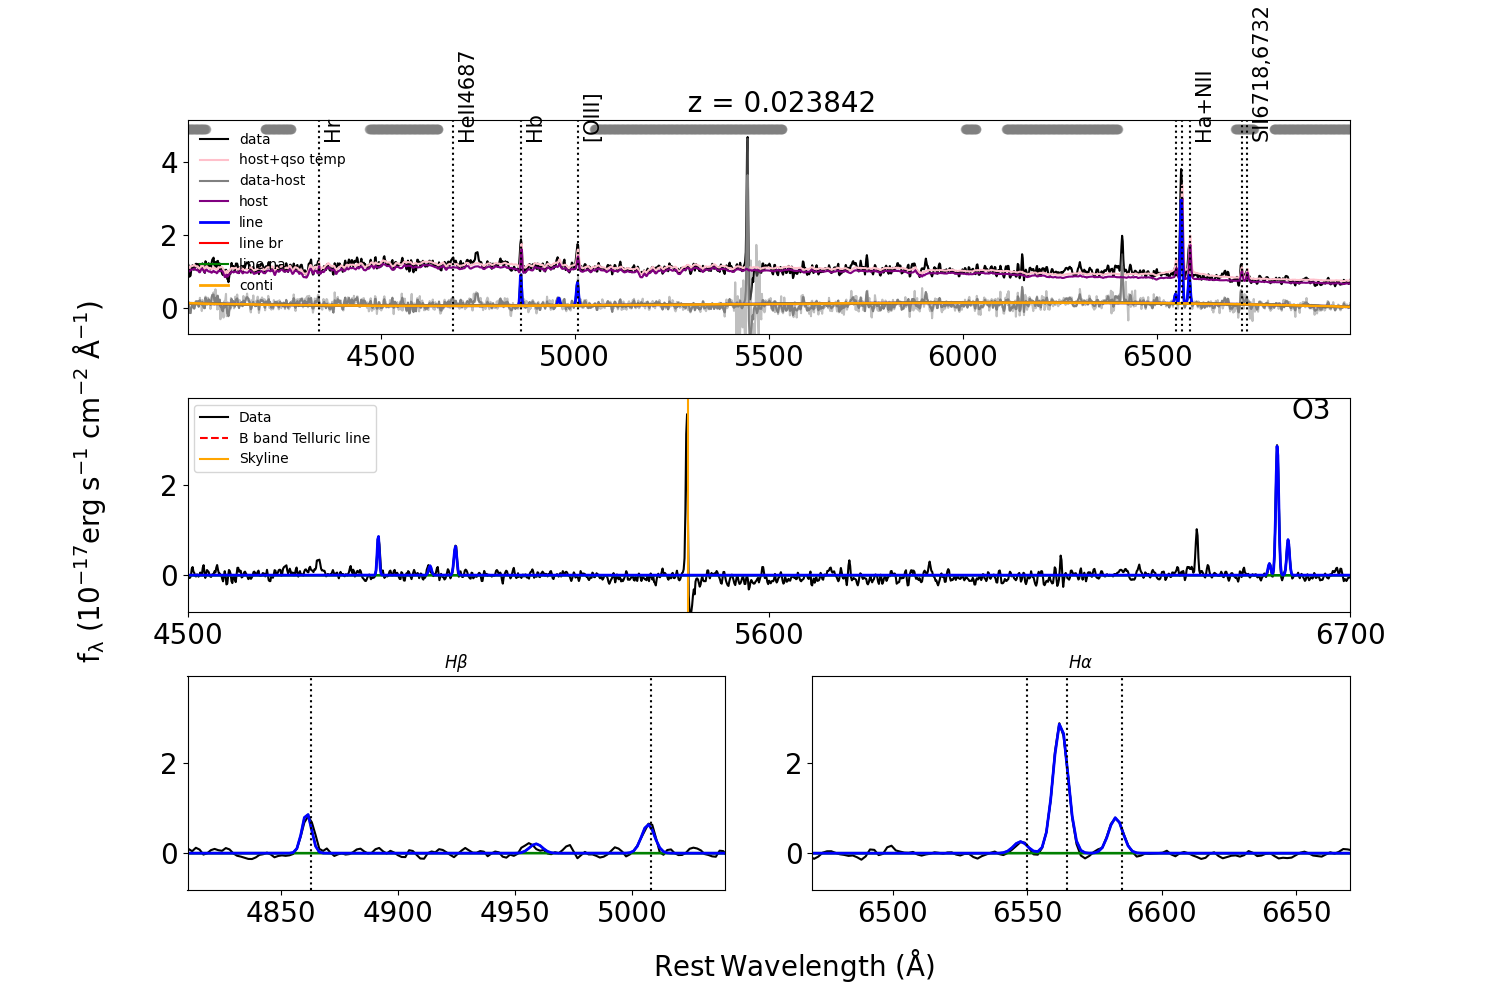 z = 0.023842
Hr
HeII4687
Hb
[OIII]
Ha+NII
SII6718,6732
data
host+qso temp
data-host
host
line
line br
line na
conti
4
2
0
4500 5000 5500 6000 6500
O3
Data
B band Telluric line
Skyline
2
0
4500 5600 6700
fλ (10−17erg s−1 cm−2 Å−1)
Hβ
2
0
4850 4900 4950 5000
Hα
2
0
6500 6550 6600 6650
Rest Wavelength (Å)